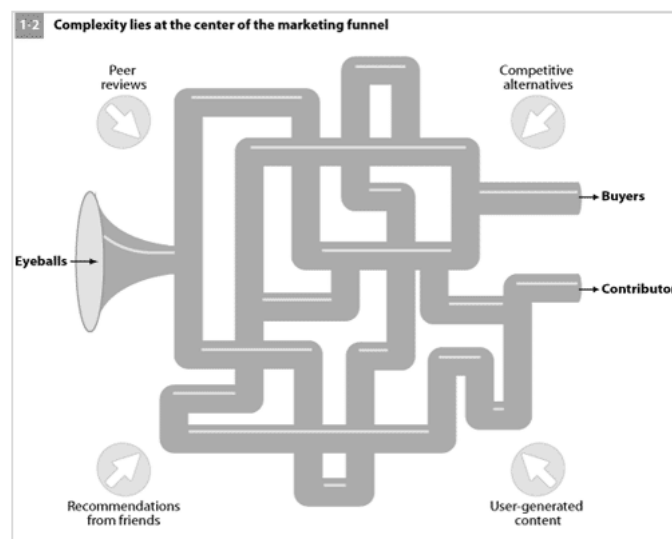 1-2 Complexity lies at the center of the marketing funnel
Peer
reviews
Competitive
alternatives
Buyers
Eyeballs
Contributor
Recommendations
from friends
User-generated
content